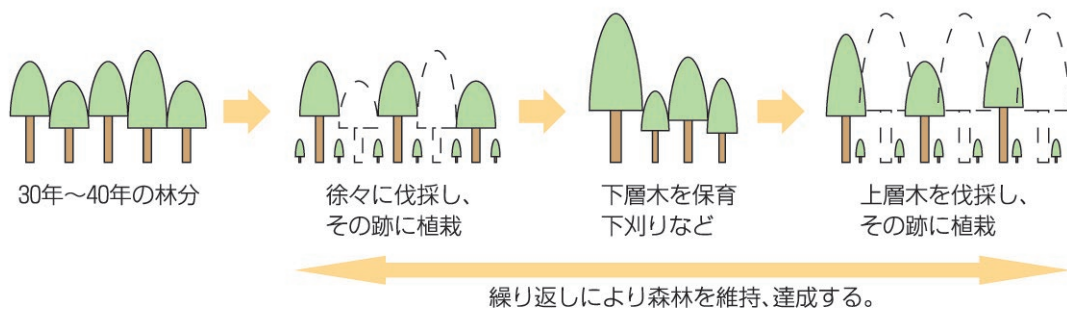 30年～40年の林分
徐々に伐採し、
その跡に植栽
下層木を保育
下刈りなど
上層木を伐採し、
その跡に植栽
繰り返しにより森林を維持、達成する。